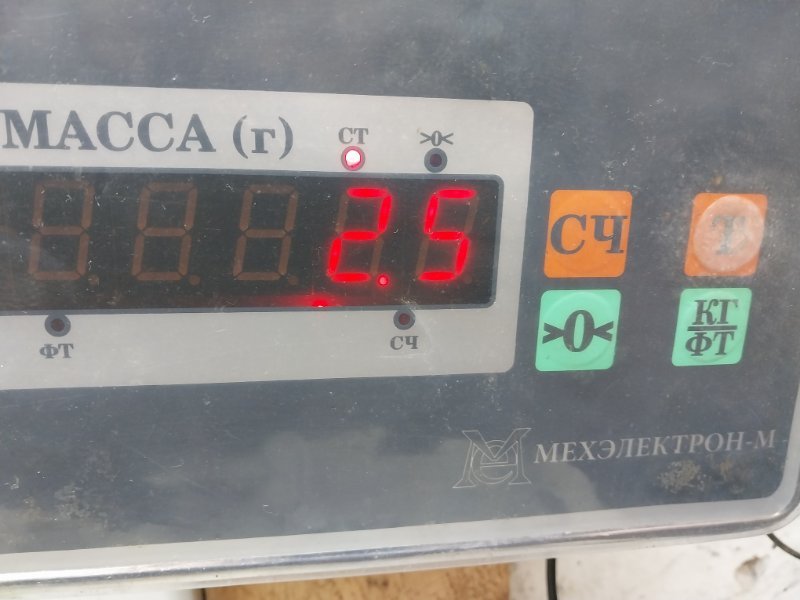 МАССА (г)
СТ
>0<
2.5
ФТ
СЧ
СЧ
Т
>0<
КГ
ФТ
МЕХЭЛЕКТРОН-М